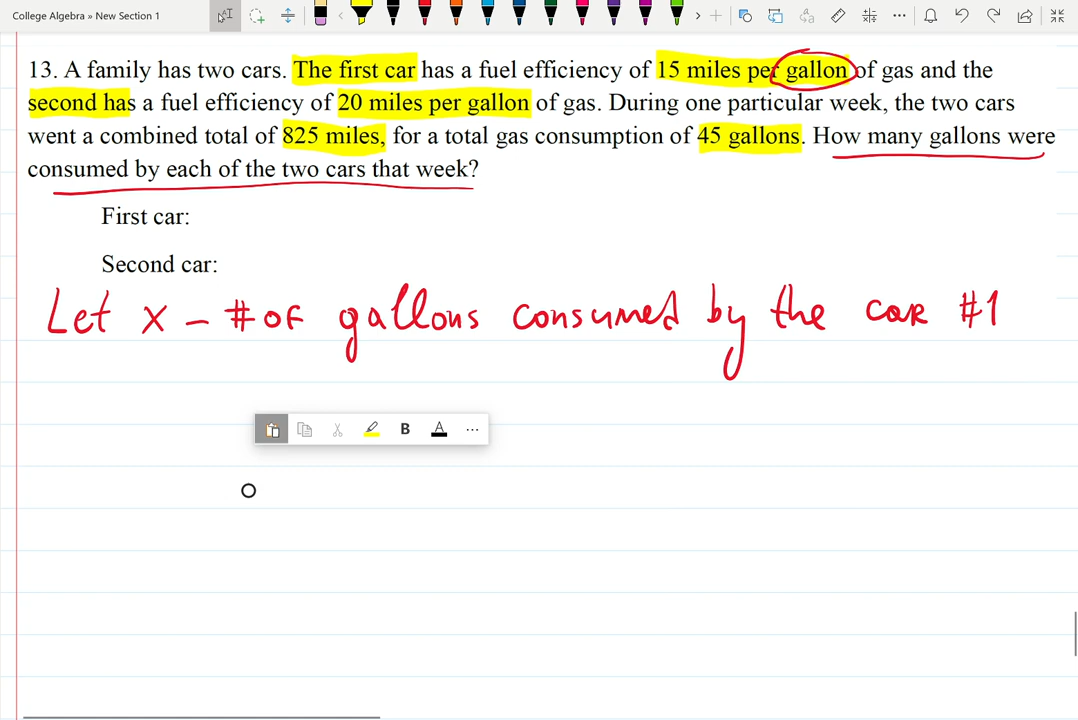 College Algebra » New Section 1
13. A family has two cars. The first car has a fuel efficiency of 15 miles per gallon of gas and the
second has a fuel efficiency of 20 miles per gallon of gas. During one particular week, the two cars
went a combined total of 825 miles, for a total gas consumption of 45 gallons. How many gallons were
consumed by each of the two cars that week?
First car:
Second car:
Let x – # of gallons consumed by the car #1
B A ...